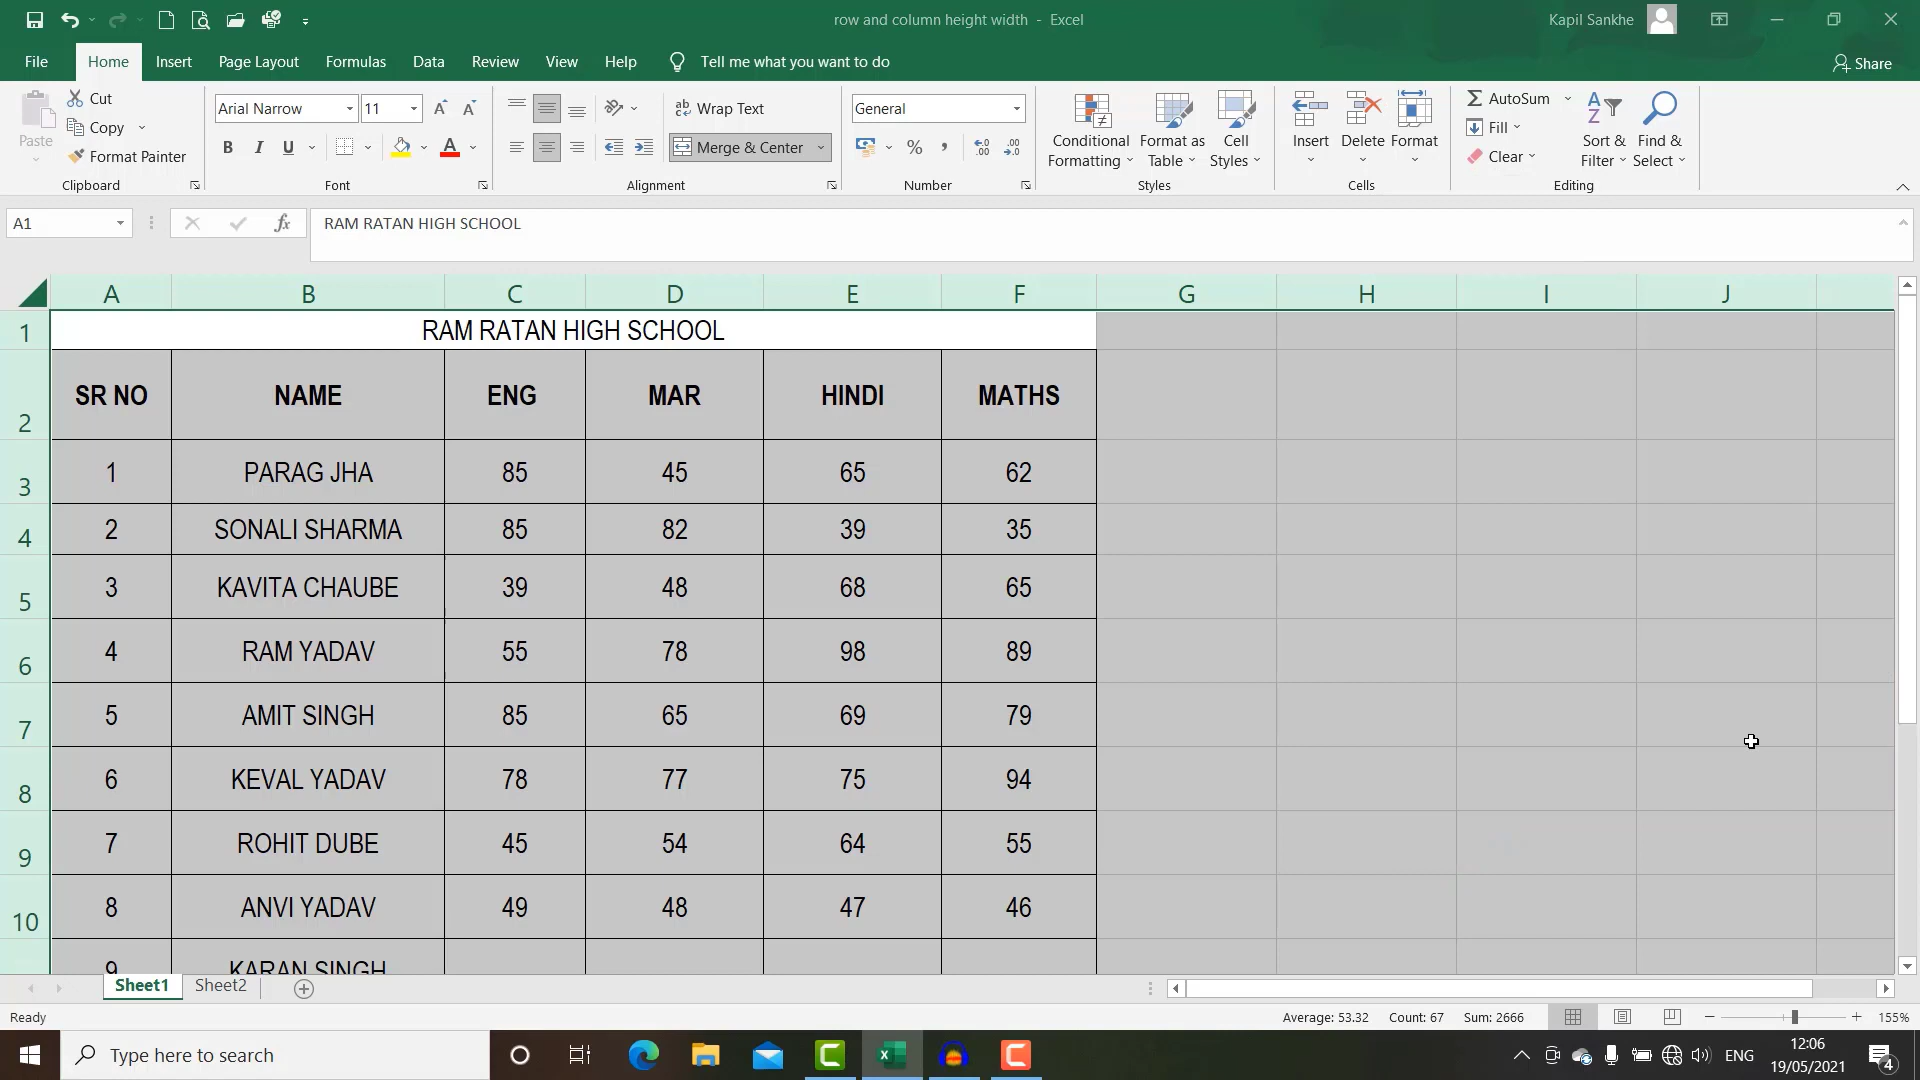 row and column height width - Excel
Kapil Sankhe
File Home Insert Page Layout Formulas Data Review View Help Tell me what you want to do Share
Paste
Cut
Copy
Format Painter
Clipboard
Arial Narrow 11
B I U A
Font
Wrap Text
Merge & Center
Alignment
General
% ,
Number
Conditional Formatting
Format as Table
Cell Styles
Styles
Insert Delete Format
Cells
AutoSum
Fill
Clear
Sort & Filter
Find & Select
Editing
A1 fx RAM RATAN HIGH SCHOOL
A B C D E F G H I J
1 RAM RATAN HIGH SCHOOL
2 SR NO NAME ENG MAR HINDI MATHS
3 1 PARAG JHA 85 45 65 62
4 2 SONALI SHARMA 85 82 39 35
5 3 KAVITA CHAUBE 39 48 68 65
6 4 RAM YADAV 55 78 98 89
7 5 AMIT SINGH 85 65 69 79
8 6 KEVAL YADAV 78 77 75 94
9 7 ROHIT DUBE 45 54 64 55
10 8 ANVI YADAV 49 48 47 46
9 KARAN SINGH
Sheet1 Sheet2
Ready Average: 53.32 Count: 67 Sum: 2666 155%
Type here to search
ENG
12:06
19/05/2021
4